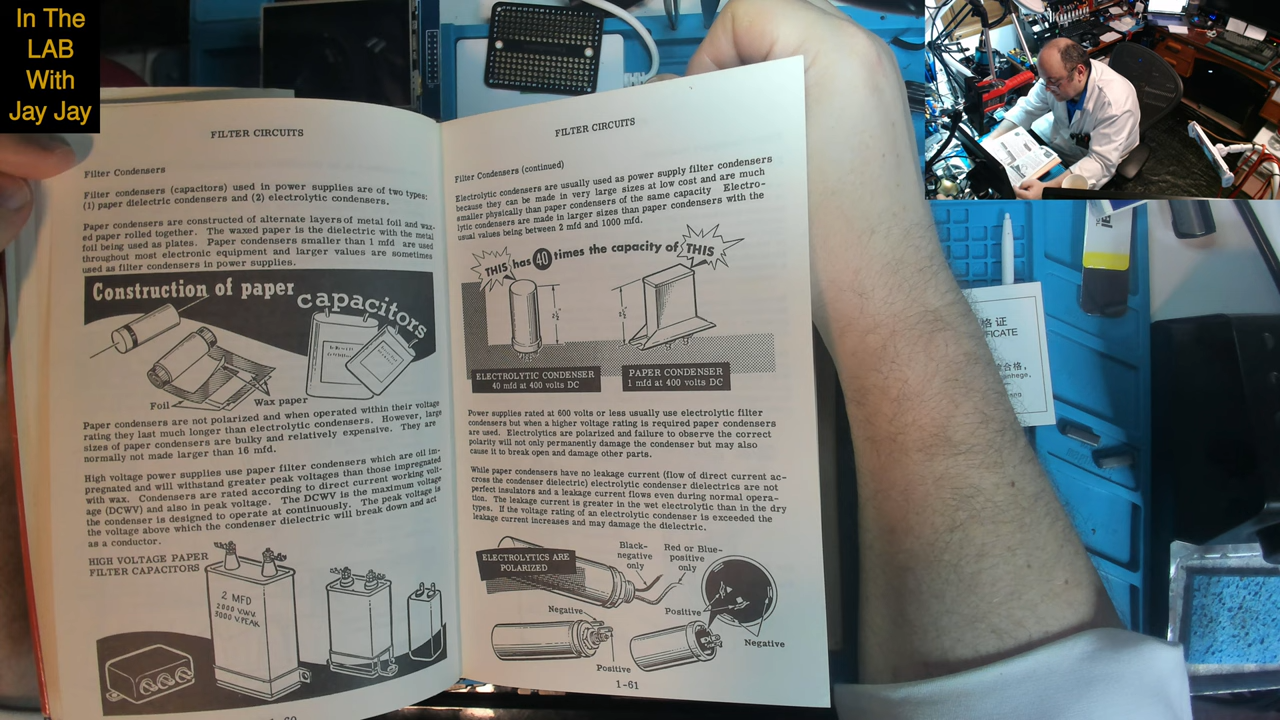 In The
LAB
With
Jay Jay
FILTER CIRCUITS
Filter Condensers
Filter condensers (capacitors) used in power supplies are of two types:
(1) paper dielectric condensers and (2) electrolytic condensers.
Paper condensers are constructed of alternate layers of metal foil and wax-
ed paper rolled together. The waxed paper is the dielectric with the metal
foil being used as plates. Paper condensers smaller than 1 mfd are used
throughout most electronic equipment and larger values are sometimes
used as filter condensers in power supplies.
Construction of paper
capacitors
Foil
Wax paper
Paper condensers are not polarized and when operated within their voltage
rating they last much longer than electrolytic condensers. However, large
sizes of paper condensers are bulky and relatively expensive. They are
normally not made larger than 16 mfd.
High voltage power supplies use paper filter condensers which are oil im-
pregnated and will withstand greater peak voltages than those impregnated
with wax. Condensers are rated according to direct current working volt-
age (DCWV) and also in peak voltage. The DCWV is the maximum voltage
the condenser is designed to operate at continuously. The peak voltage is
the voltage above which the condenser dielectric will break down and act
as a conductor.
HIGH VOLTAGE PAPER
FILTER CAPACITORS
2 MFD
2000 V.W.V.
3000 V. PEAK
FILTER CIRCUITS
Filter Condensers (continued)
Electrolytic condensers are usually used as power supply filter condensers
because they can be made in very large sizes at low cost and are much
smaller physically than paper condensers of the same capacity Electro-
lytic condensers are made in larger sizes than paper condensers with the
usual values being between 2 mfd and 1000 mfd.
THIS has 40 times the capacity of THIS
ELECTROLYTIC CONDENSER
40 mfd at 400 volts DC
PAPER CONDENSER
1 mfd at 400 volts DC
Power supplies rated at 600 volts or less usually use electrolytic filter
condensers but when a higher voltage rating is required paper condensers
are used. Electrolytics are polarized and failure to observe the correct
polarity will not only permanently damage the condenser but may also
cause it to break open and damage other parts.
While paper condensers have no leakage current (flow of direct current ac-
cross the condenser dielectric) electrolytic condenser dielectrics are not
perfect insulators and a leakage current flows even during normal opera-
tion. The leakage current is greater in the wet electrolytic than in the dry
types. If the voltage rating of an electrolytic condenser is exceeded the
leakage current increases and may damage the dielectric.
ELECTROLYTICS ARE
POLARIZED
Black-
negative
only
Red or Blue-
positive
only
Negative
Positive
Positive
Negative
1-61
格证